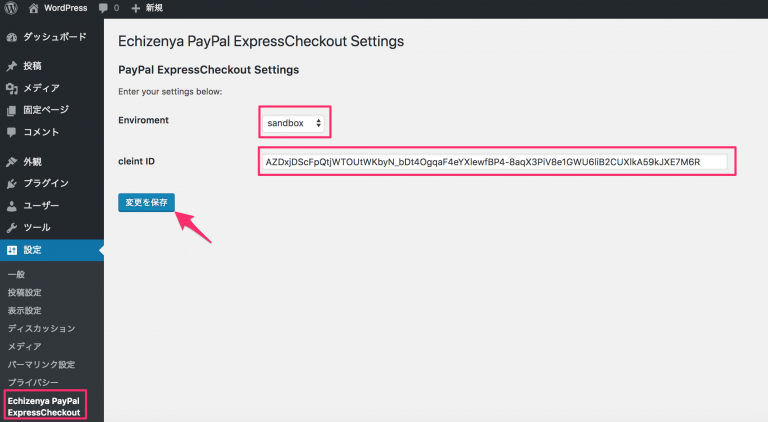 WordPress 0 新規
ダッシュボード
投稿
メディア
固定ページ
コメント
外観
プラグイン
ユーザー
ツール
設定
一般
投稿設定
表示設定
ディスカッション
メディア
パーマリンク設定
プライバシー
Echizenya PayPal
ExpressCheckout
Echizenya PayPal ExpressCheckout Settings
PayPal ExpressCheckout Settings
Enter your settings below:
Enviroment sandbox
cleint ID AZDxjDScFpQtjWTOUtWKbyN_bDt4OgqaF4eYXlewfBP4-8aqX3PiV8e1GWU6liB2CUXlkA59kJXE7M6R
変更を保存